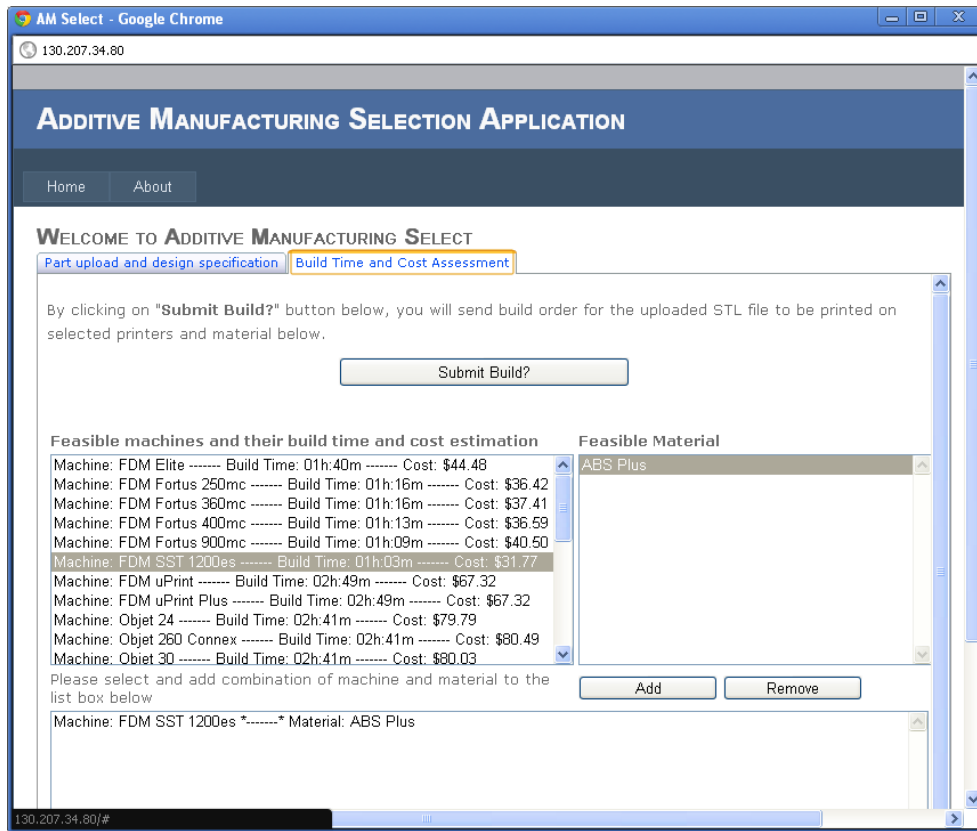 AM Select - Google Chrome
130.207.34.80
ADDITIVE MANUFACTURING SELECTION APPLICATION
Home About
WELCOME TO ADDITIVE MANUFACTURING SELECT
Part upload and design specification Build Time and Cost Assessment
By clicking on "Submit Build?" button below, you will send build order for the uploaded STL file to be printed on
selected printers and material below.
Submit Build?
Feasible machines and their build time and cost estimation Feasible Material
Machine: FDM Elite ------- Build Time: 01h:40m ------- Cost: $44.48 ABS Plus
Machine: FDM Fortus 250mc ------- Build Time: 01h:16m ------- Cost: $36.42
Machine: FDM Fortus 360mc ------- Build Time: 01h:16m ------- Cost: $37.41
Machine: FDM Fortus 400mc ------- Build Time: 01h:13m ------- Cost: $36.59
Machine: FDM Fortus 900mc ------- Build Time: 01h:09m ------- Cost: $40.50
Machine: FDM SST 1200es ------- Build Time: 01h:03m ------- Cost: $31.77
Machine: FDM uPrint ------- Build Time: 02h:49m ------- Cost: $67.32
Machine: FDM uPrint Plus ------- Build Time: 02h:49m ------- Cost: $67.32
Machine: Objet 24 ------- Build Time: 02h:41m ------- Cost: $79.79
Machine: Objet 260 Connex ------- Build Time: 02h:41m ------- Cost: $80.49
Machine: Objet 30 ------- Build Time: 02h:41m ------- Cost: $80.03
Please select and add combination of machine and material to the
list box below
Add Remove
Machine: FDM SST 1200es *-------* Material: ABS Plus
130.207.34.80/#